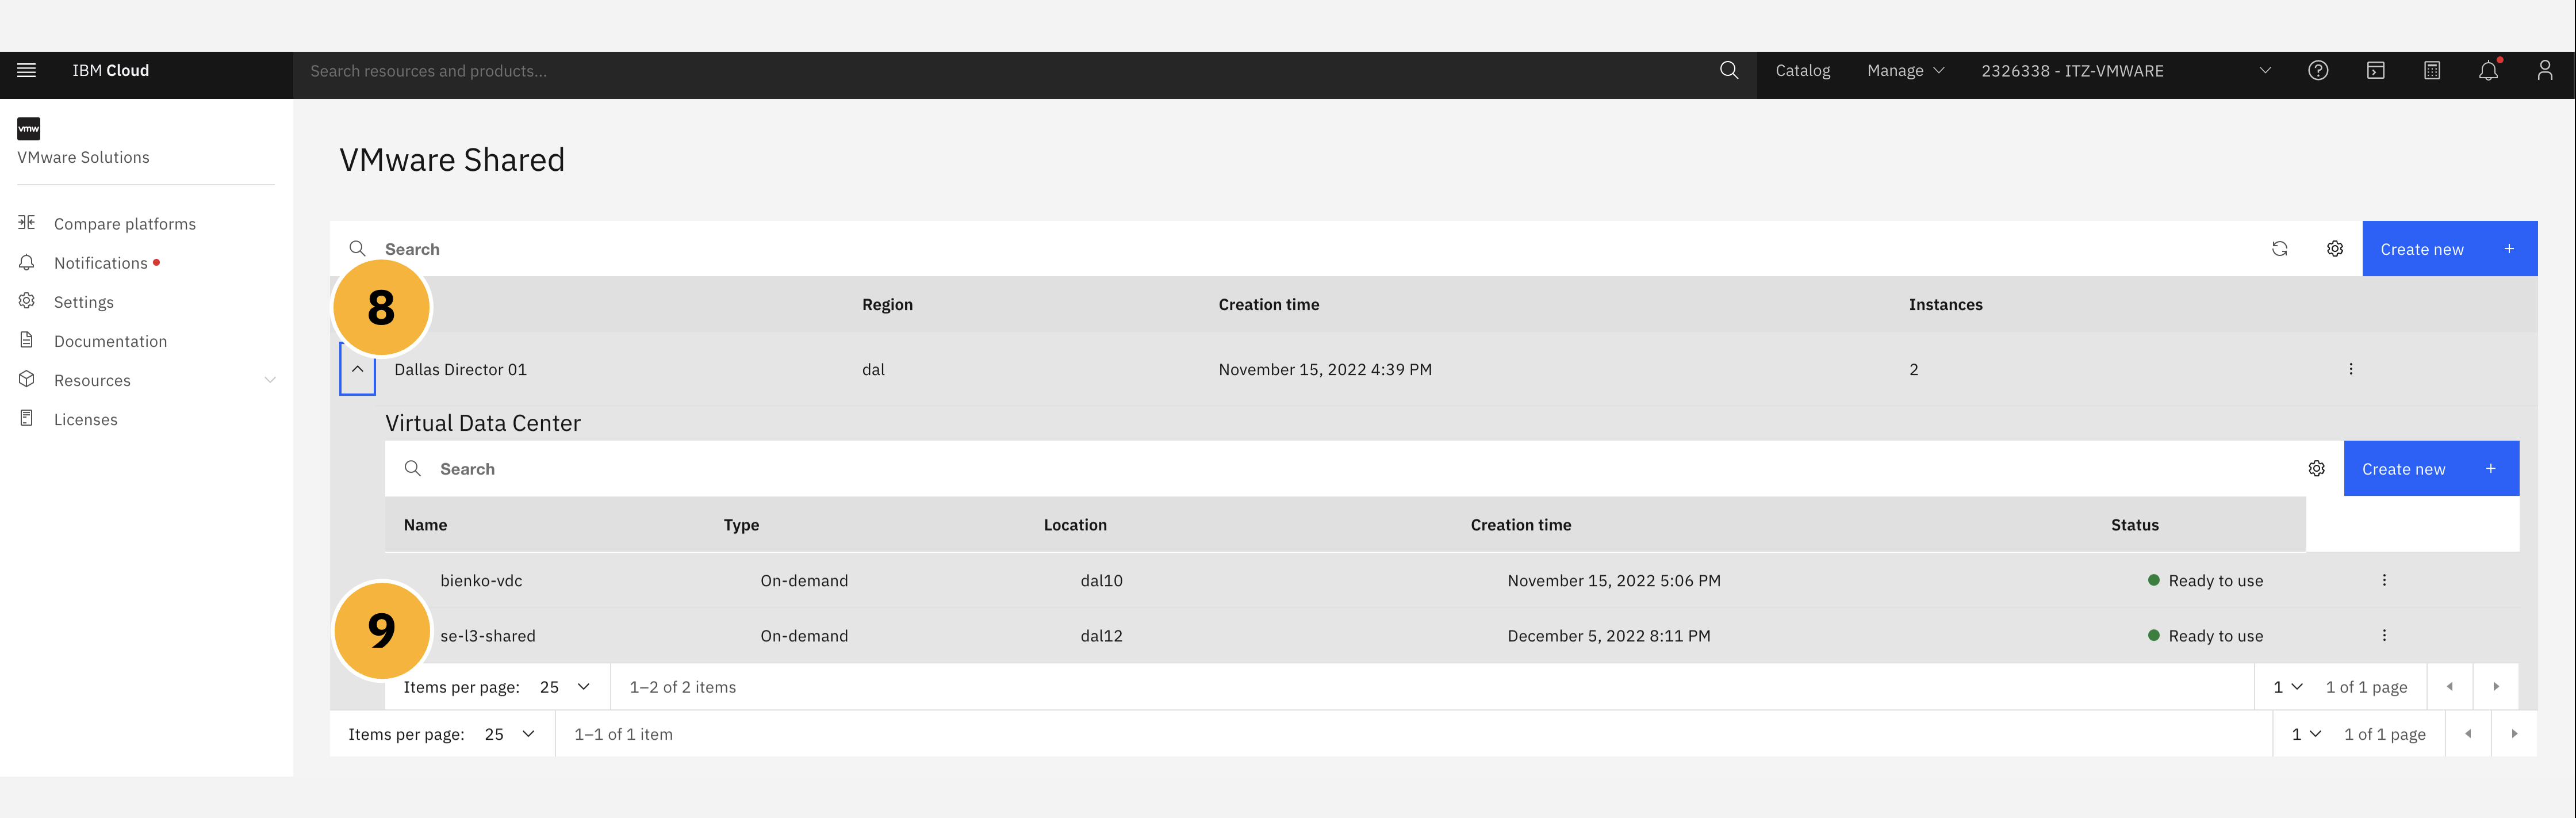 IBM Cloud
Search resources and products...
Catalog
Manage
2326338 - ITZ-VMWARE
vmw
VMware Solutions
Compare platforms
Notifications
Settings
Documentation
Resources
Licenses
VMware Shared
Search
Create new +
8
Region Creation time Instances
Dallas Director 01 dal November 15, 2022 4:39 PM 2
Virtual Data Center
Search
Create new +
Name Type Location Creation time Status
bienko-vdc On-demand dal10 November 15, 2022 5:06 PM Ready to use
9
se-l3-shared On-demand dal12 December 5, 2022 8:11 PM Ready to use
Items per page: 25 1–2 of 2 items 1 1 of 1 page
Items per page: 25 1–1 of 1 item 1 1 of 1 page